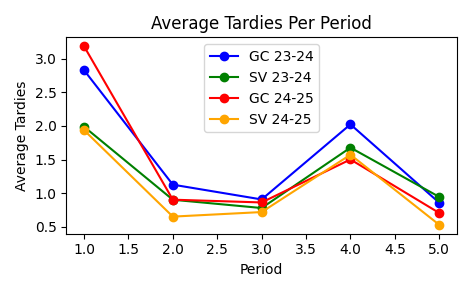 Average Tardies Per Period
Average Tardies
3.0
2.5
2.0
1.5
1.0
0.5
GC 23-24
SV 23-24
GC 24-25
SV 24-25
1.0 1.5 2.0 2.5 3.0 3.5 4.0 4.5 5.0
Period